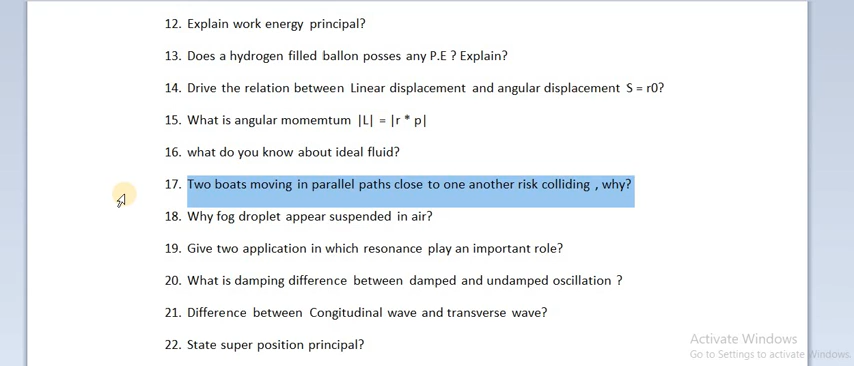 12. Explain work energy principal?
13. Does a hydrogen filled ballon posses any P.E ? Explain?
14. Drive the relation between Linear displacement and angular displacement S = r0?
15. What is angular momemtum |L| = |r * p|
16. what do you know about ideal fluid?
17. Two boats moving in parallel paths close to one another risk colliding , why?
18. Why fog droplet appear suspended in air?
19. Give two application in which resonance play an important role?
20. What is damping difference between damped and undamped oscillation ?
21. Difference between Congitudinal wave and transverse wave?
22. State super position principal?
Activate Windows
Go to Settings to activate Windows.